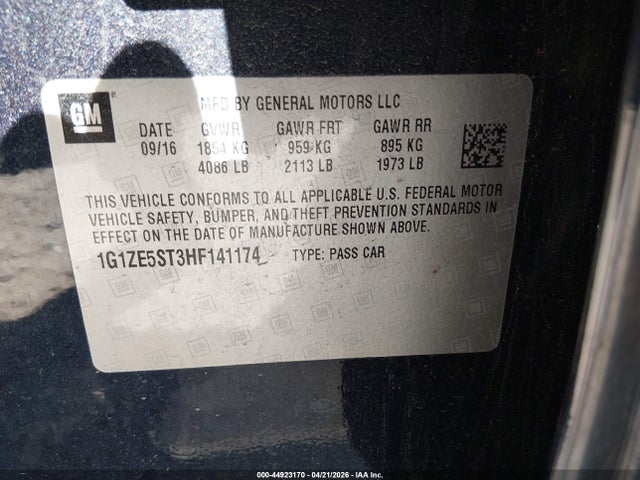 GM
MFD BY GENERAL MOTORS LLC
DATE GVWR GAWR FRT GAWR RR
09/16 1854 KG 959 KG 895 KG
4086 LB 2113 LB 1973 LB
THIS VEHICLE CONFORMS TO ALL APPLICABLE U.S. FEDERAL MOTOR
VEHICLE SAFETY, BUMPER, AND THEFT PREVENTION STANDARDS IN
EFFECT ON THE DATE OF MANUFACTURE SHOWN ABOVE.
1G1ZE5ST3HF141174 TYPE: PASS CAR
000-44923170 - 04/21/2026 - IAA Inc.